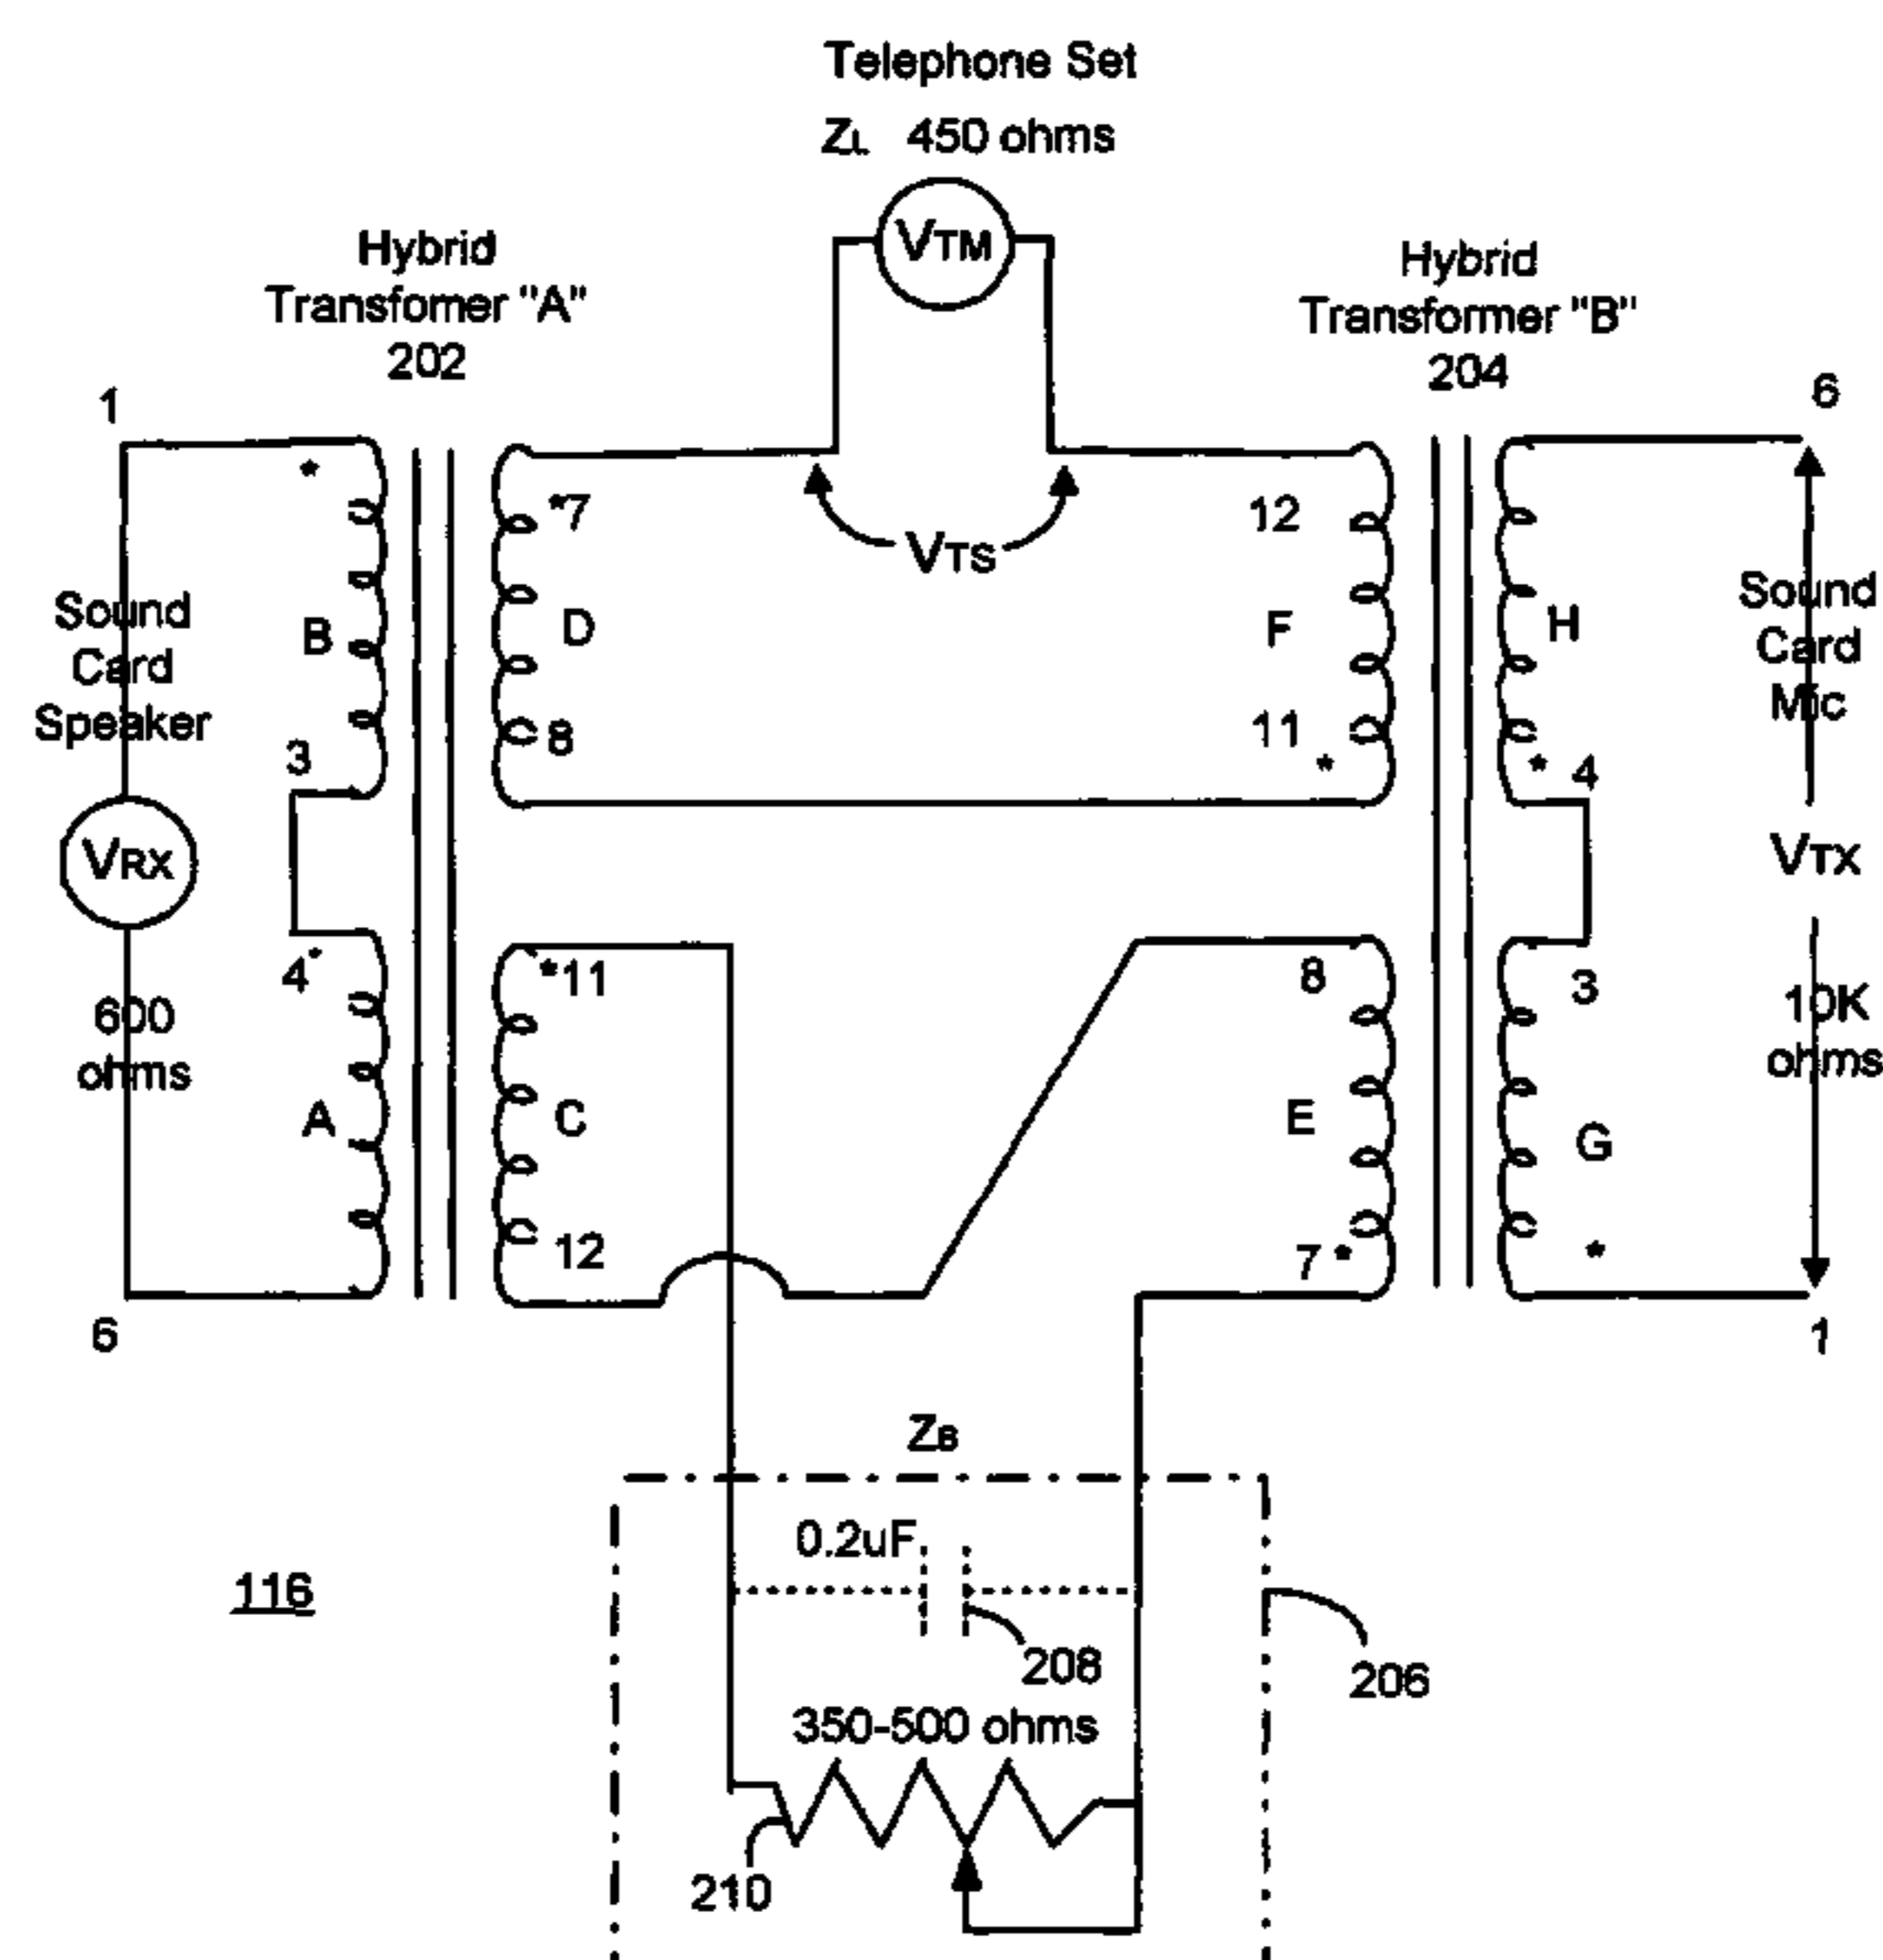 Telephone Set
ZL 450 ohms
VTM
Hybrid
Transfomer "A"
202
Hybrid
Transformer "B"
204
1
6
*
*7
12
VTS
Sound
Card
Speaker
B
D
F
H
Sound
Card
Mic
3
8
11
*
* 4
VRX
VTX
4*
*11
8
3
600
ohms
10K
ohms
A
C
E
G
12
7 *
*
6
1
ZB
0.2uF
116
208
206
350-500 ohms
210